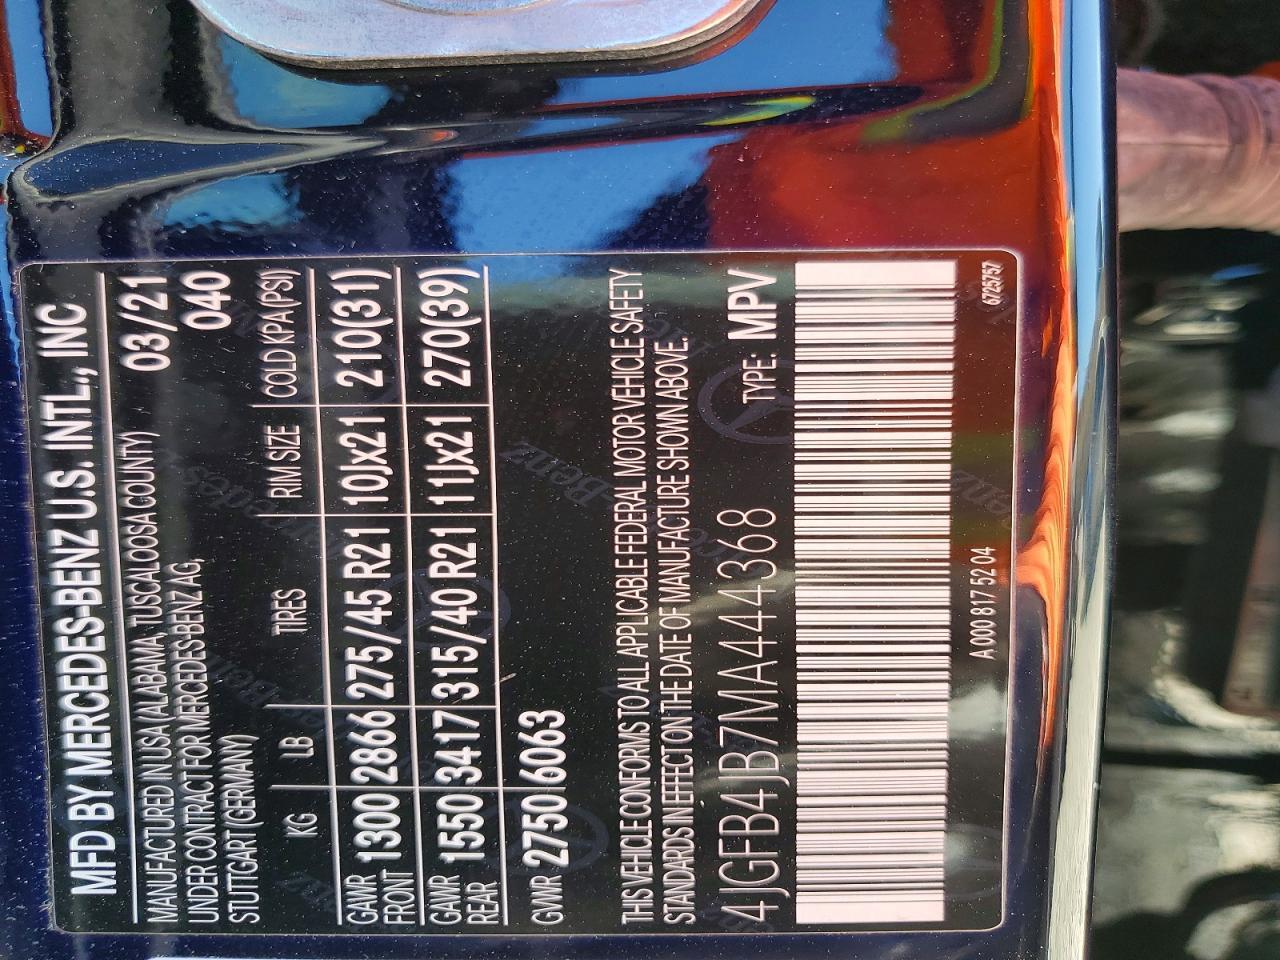 MFD BY MERCEDES-BENZ U.S. INTL., INC
MANUFACTURED IN USA (ALABAMA, TUSCALOOSA COUNTY) 03/21
UNDER CONTRACT FOR MERCEDES-BENZ AG, 040
STUTTGART (GERMANY)
KG LB TIRES RIM SIZE COLD KPA(PSI)
GAWR FRONT 1300 2866 275/45 R21 10Jx21 210(31)
GAWR REAR 1550 3417 315/40 R21 11Jx21 270(39)
GVWR 2750 6063
THIS VEHICLE CONFORMS TO ALL APPLICABLE FEDERAL MOTOR VEHICLE SAFETY
STANDARDS IN EFFECT ON THE DATE OF MANUFACTURE SHOWN ABOVE.
4JGFB4JB7MA444368 TYPE: MPV
A 000 817 52 04 6725757